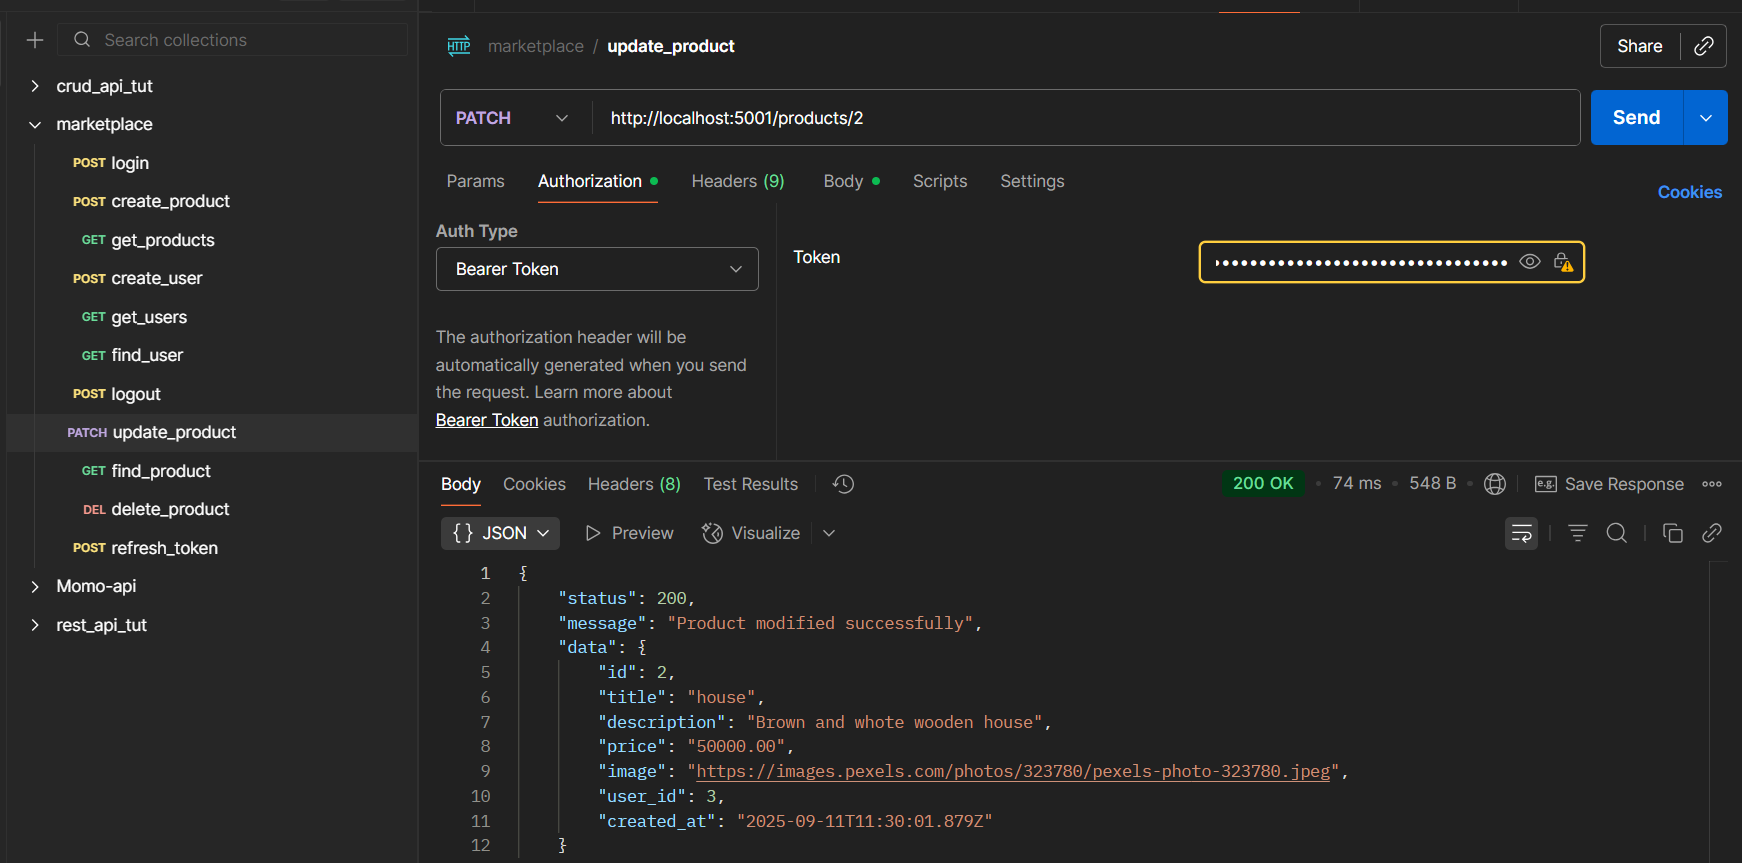 Search collections
crud_api_tut
marketplace
POST login
POST create_product
GET get_products
POST create_user
GET get_users
GET find_user
POST logout
PATCH update_product
GET find_product
DEL delete_product
POST refresh_token
Momo-api
rest_api_tut
HTTP marketplace / update_product
Share
PATCH http://localhost:5001/products/2
Send
Params Authorization Headers (9) Body Scripts Settings
Cookies
Auth Type
Bearer Token
The authorization header will be
automatically generated when you send
the request. Learn more about
Bearer Token authorization.
Token
Body Cookies Headers (8) Test Results
200 OK • 74 ms • 548 B • e.g. Save Response
{} JSON Preview Visualize
1 {
2 "status": 200,
3 "message": "Product modified successfully",
4 "data": {
5 "id": 2,
6 "title": "house",
7 "description": "Brown and whote wooden house",
8 "price": "50000.00",
9 "image": "https://images.pexels.com/photos/323780/pexels-photo-323780.jpeg",
10 "user_id": 3,
11 "created_at": "2025-09-11T11:30:01.879Z"
12 }